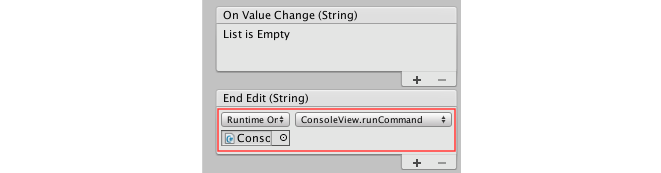 On Value Change (String)
List is Empty
End Edit (String)
Runtime Or
ConsoleView.runCommand
Consc